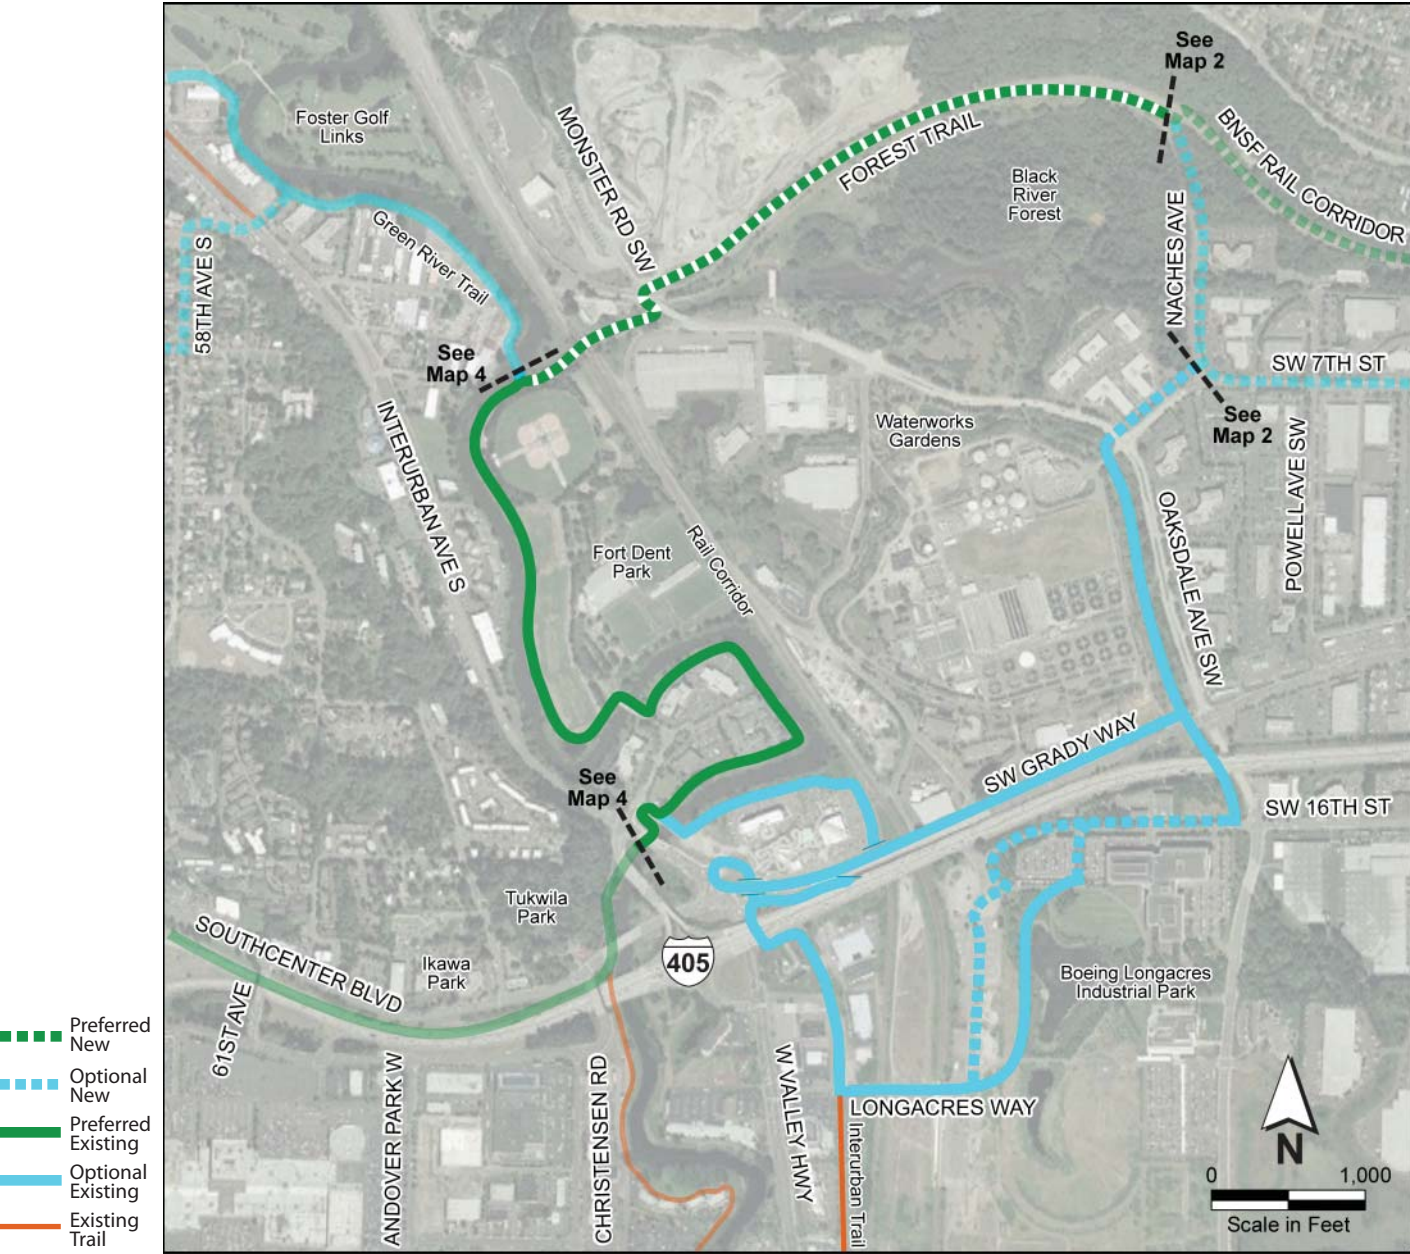 See
Map 2
Foster Golf
Links
MONSTER RD SW
FOREST TRAIL
BNSF RAIL CORRIDOR
Black
River
Forest
NACHES AVE
Green River Trail
58TH AVE S
See
Map 4
SW 7TH ST
See
Map 2
INTERURBAN AVE S
Waterworks
Gardens
POWELL AVE SW
OAKSDALE AVE SW
Fort Dent
Park
Rail Corridor
SW GRADY WAY
See
Map 4
SW 16TH ST
Tukwila
Park
SOUTHCENTER BLVD
405
Ikawa
Park
Boeing Longacres
Industrial Park
61ST AVE
ANDOVER PARK W
CHRISTENSEN RD
W VALLEY HWY
LONGACRES WAY
Interurban Trail
Preferred
New
Optional
New
Preferred
Existing
Optional
Existing
Existing
Trail
N
0 1,000
Scale in Feet